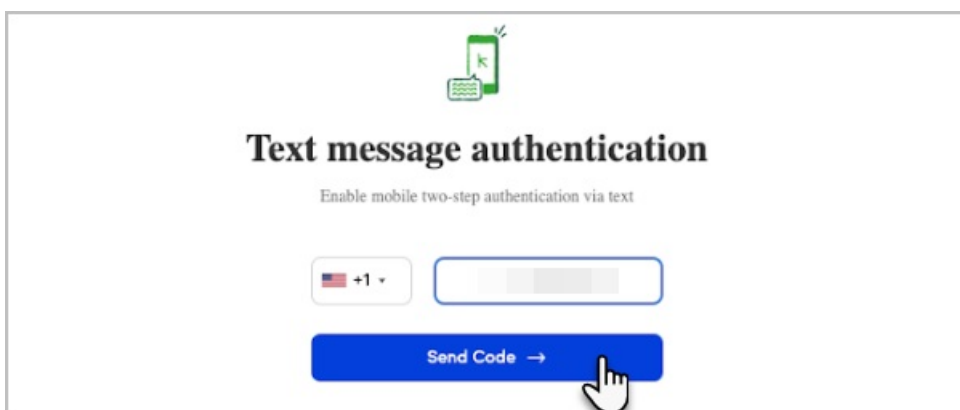 k
Text message authentication
Enable mobile two-step authentication via text
+1
Send Code →